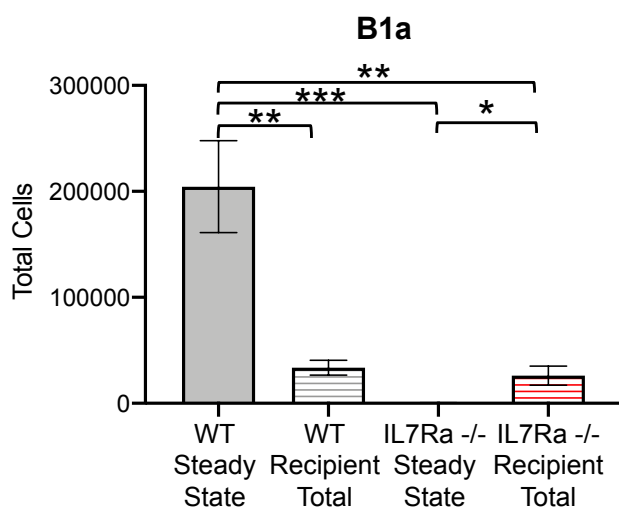 B1a
300000
200000
100000
0
Total Cells
**
***
**
*
WT
Steady
State
WT
Recipient
Total
IL7Ra -/-
Steady
State
IL7Ra -/-
Recipient
Total